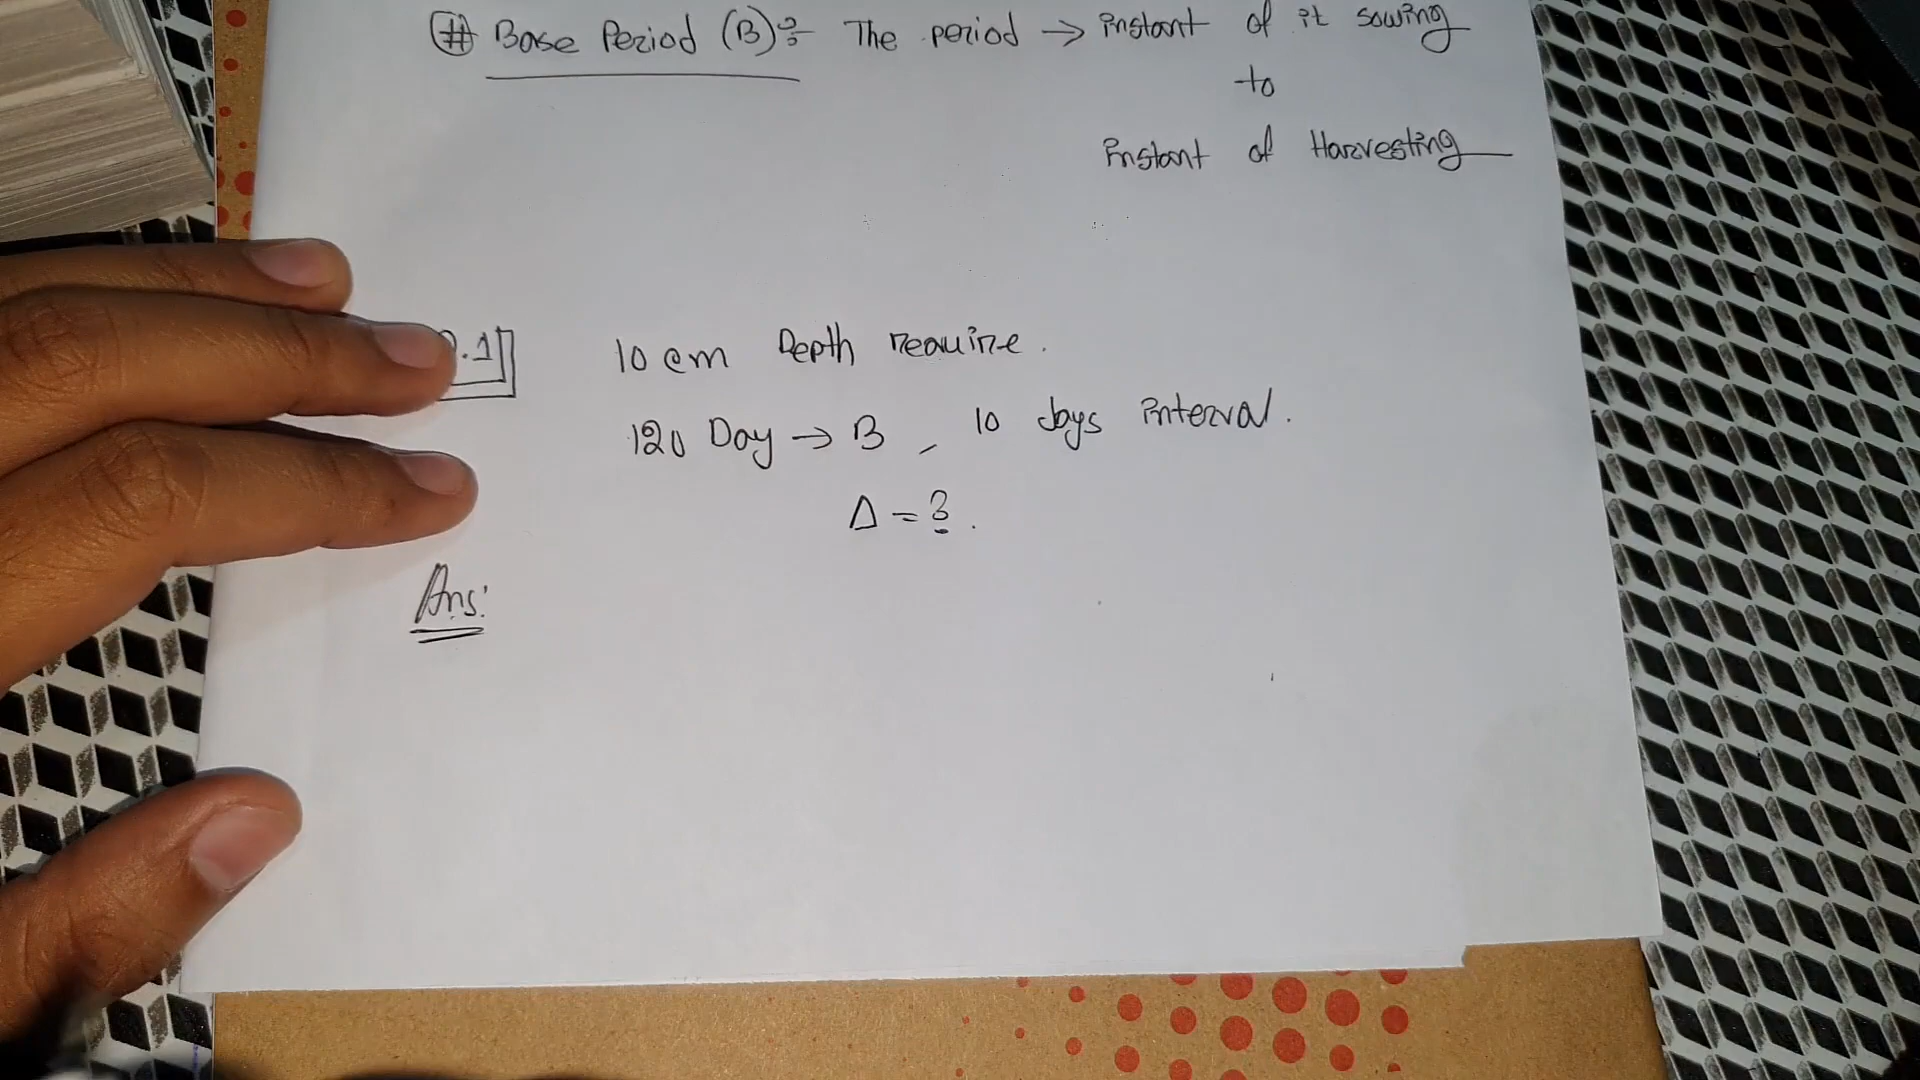 # Base Period (B):- The period → instant of it sowing
to
instant of Harvesting
.1
10 cm Depth require.
120 Day → B, 10 days interval.
Δ = ?.
Ans: